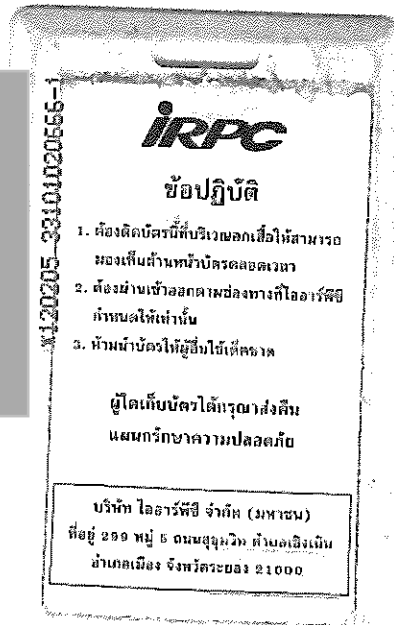 IRPC
ข้อปฏิบัติ
1. ต้องติดบัตรนี้ที่บริเวณอกเสื้อให้สามารถ
มองเห็นด้านหน้าบัตรตลอดเวลา
2. ต้องผ่านเข้าออกตามช่องทางที่ไออาร์พีซี
กำหนดให้เท่านั้น
3. ห้ามนำบัตรให้ผู้อื่นใช้เด็ดขาด
ผู้ใดเก็บบัตรได้กรุณาส่งคืน
แผนกรักษาความปลอดภัย
บริษัท ไออาร์พีซี จำกัด (มหาชน)
ที่อยู่ 299 หมู่ 5 ถนนสุขุมวิท ตำบลเชิงเนิน
อำเภอเมือง จังหวัดระยอง 21000